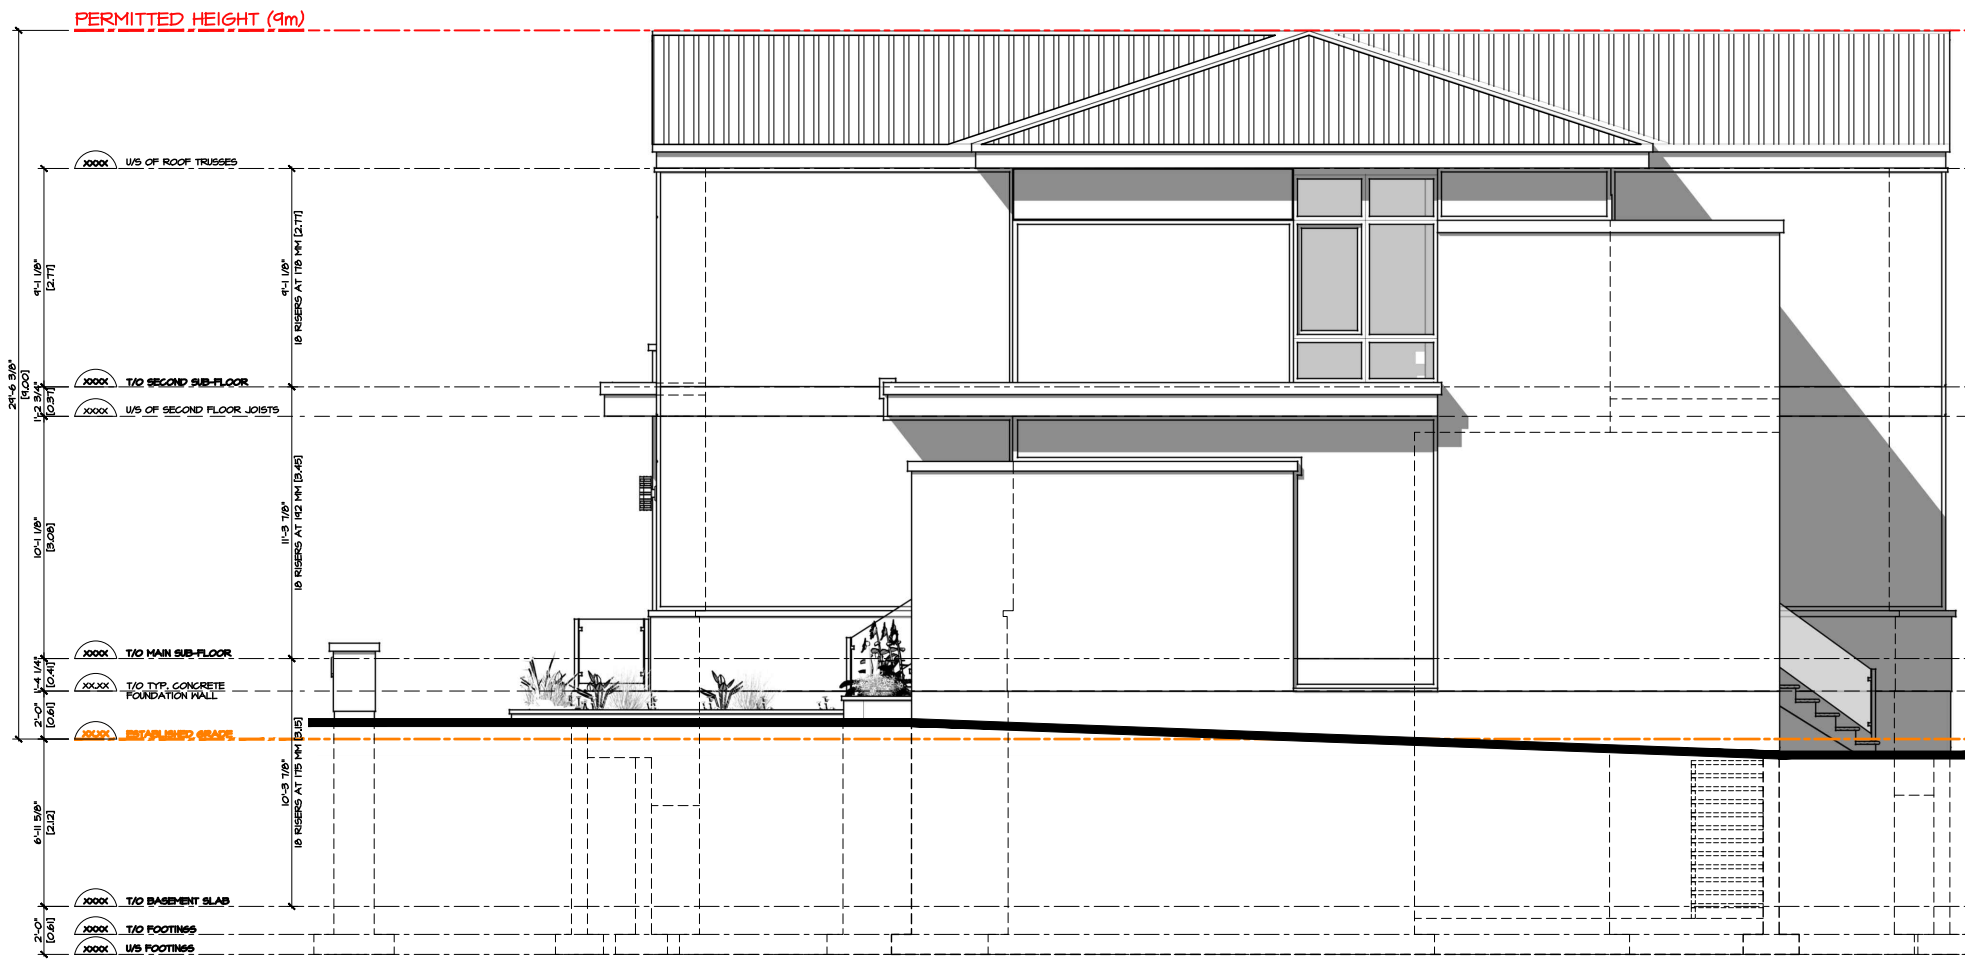 PERMITTED HEIGHT (9m)
XXXX U/S OF ROOF TRUSSES
9'-1 1/8"
[2.77]
9'-1 1/8"
18 RISERS AT 178 MM [2.77]
29'-6 3/8"
[9.00]
XXXX T/O SECOND SUB-FLOOR
1'-2 3/4"
[0.37]
XXXX U/S OF SECOND FLOOR JOISTS
10'-1 1/8"
[3.08]
11'-3 7/8"
18 RISERS AT 192 MM [3.45]
XXXX T/O MAIN SUB-FLOOR
1'-4 1/4"
[0.41]
XX.XX T/O TYP. CONCRETE
FOUNDATION WALL
2'-0"
[0.61]
XX.XX ESTABLISHED GRADE
10'-3 7/8"
18 RISERS AT 175 MM [3.15]
6'-11 5/8"
[2.12]
XXXX T/O BASEMENT SLAB
2'-0"
[0.61]
XXXX T/O FOOTINGS
XXXX U/S FOOTINGS